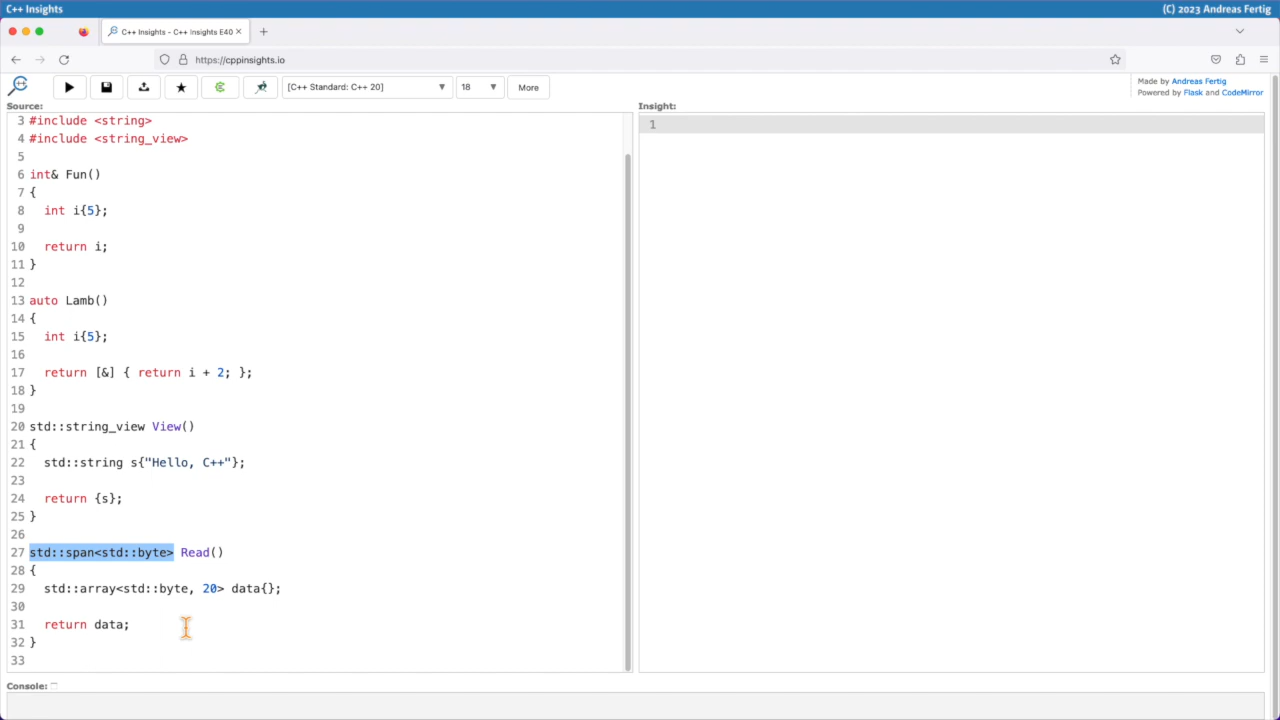 C++ Insights
(C) 2023 Andreas Fertig
C++ Insights - C++ Insights E40
https://cppinsights.io
[C++ Standard: C++ 20]
18
More
Made by Andreas Fertig
Powered by Flask and CodeMirror
Source:
3 #include <string>
4 #include <string_view>
5
6 int& Fun()
7 {
8   int i{5};
9
10   return i;
11 }
12
13 auto Lamb()
14 {
15   int i{5};
16
17   return [&] { return i + 2; };
18 }
19
20 std::string_view View()
21 {
22   std::string s{"Hello, C++"};
23
24   return {s};
25 }
26
27 std::span<std::byte> Read()
28 {
29   std::array<std::byte, 20> data{};
30
31   return data;
32 }
33
Insight:
1
Console: